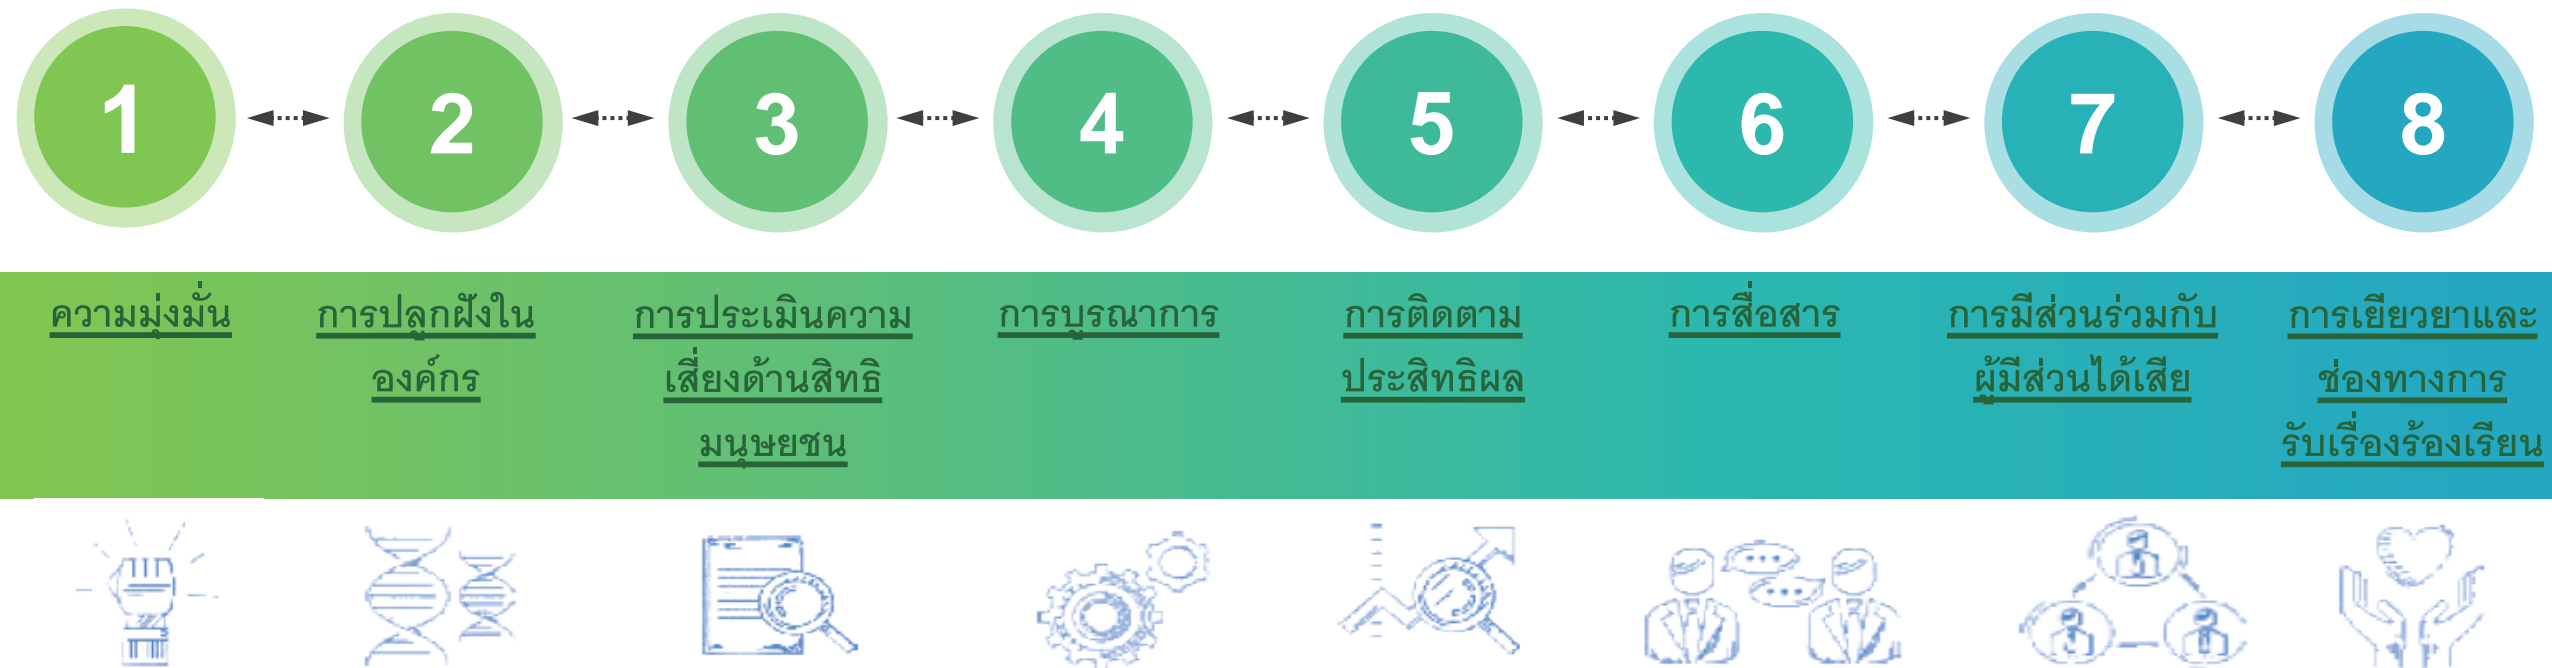 1
2
3
4
5
6
7
8
ความมุ่งมั่น
การปลูกฝังใน
องค์กร
การประเมินความ
เสี่ยงด้านสิทธิ
มนุษยชน
การบูรณาการ
การติดตาม
ประสิทธิผล
การสื่อสาร
การมีส่วนร่วมกับ
ผู้มีส่วนได้เสีย
การเยียวยาและ
ช่องทางการ
รับเรื่องร้องเรียน